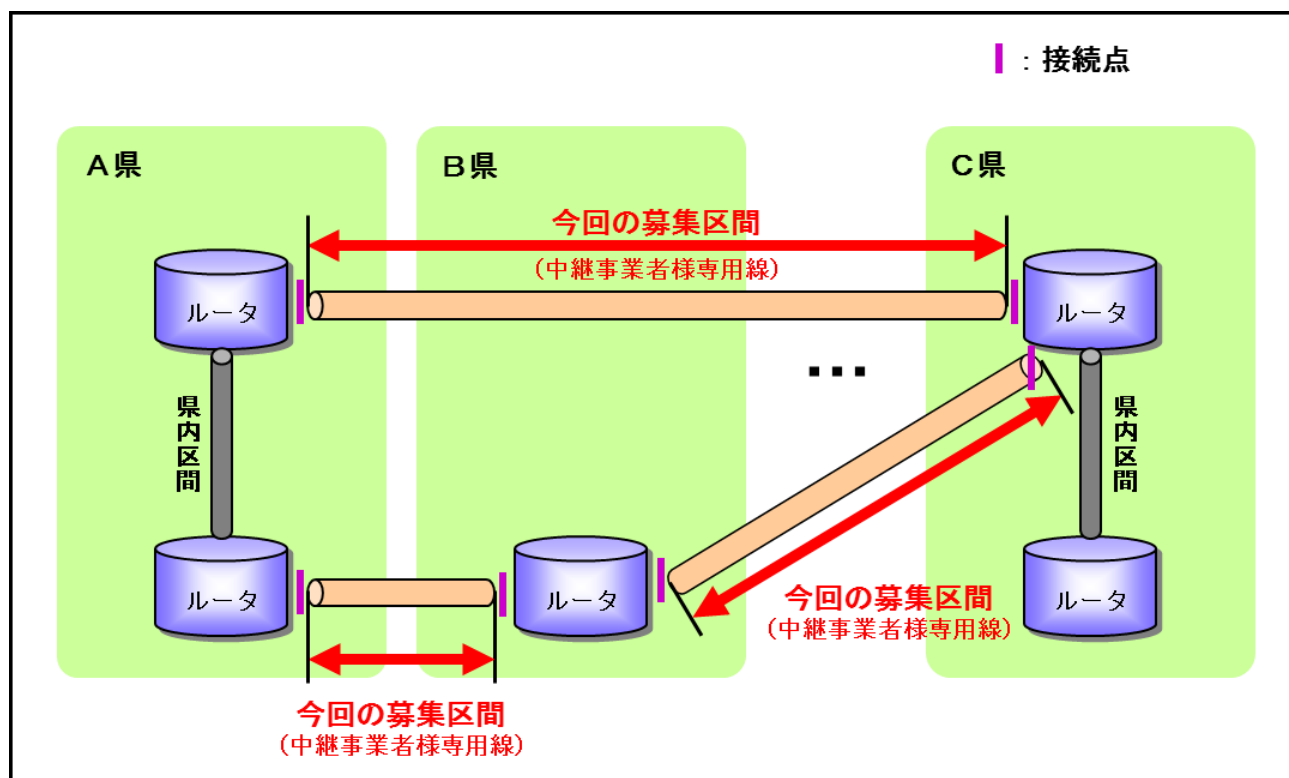 ：接続点
Ａ県
Ｂ県
Ｃ県
今回の募集区間
（中継事業者様専用線）
ルータ
ルータ
･･･
県内区間
県内区間
ルータ
ルータ
ルータ
今回の募集区間
（中継事業者様専用線）
今回の募集区間
（中継事業者様専用線）